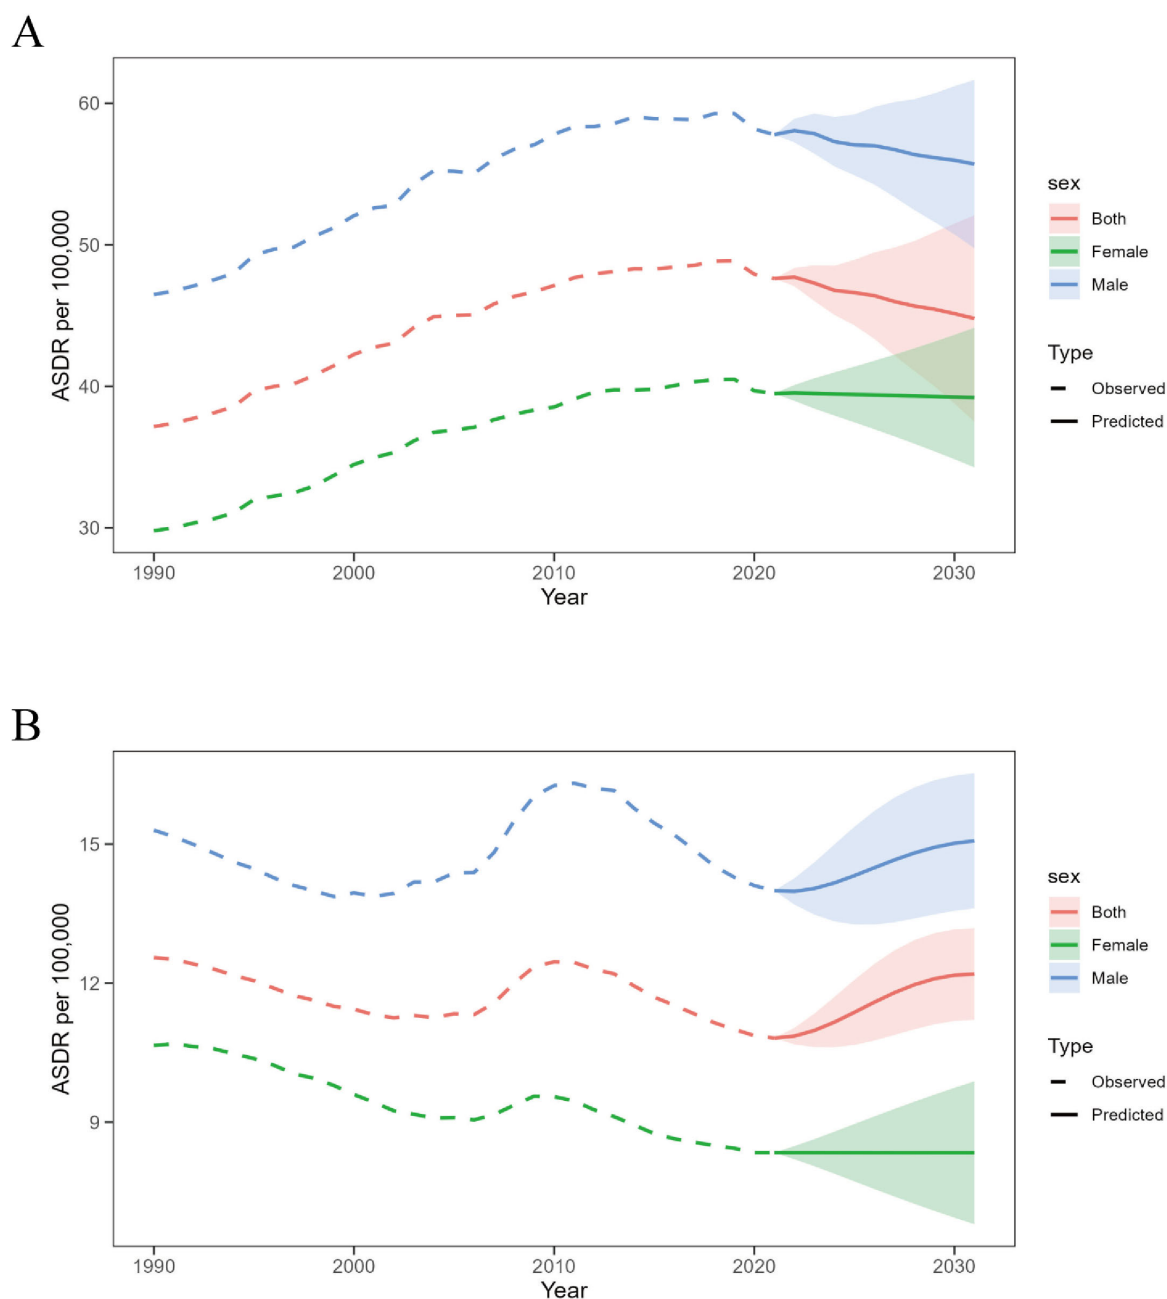 A
ASDR per 100,000
60
50
40
30
1990
2000
2010
2020
2030
Year
sex
Both
Female
Male
Type
Observed
Predicted
B
ASDR per 100,000
15
12
9
1990
2000
2010
2020
2030
Year
sex
Both
Female
Male
Type
Observed
Predicted